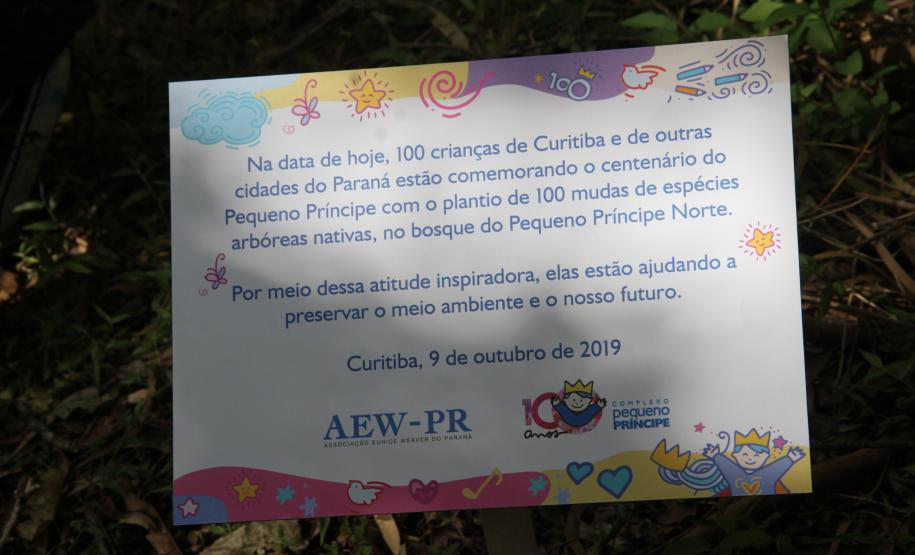 100
Na data de hoje, 100 crianças de Curitiba e de outras
cidades do Paraná estão comemorando o centenário do
Pequeno Príncipe com o plantio de 100 mudas de espécies
arbóreas nativas, no bosque do Pequeno Príncipe Norte.
Por meio dessa atitude inspiradora, elas estão ajudando a
preservar o meio ambiente e o nosso futuro.
Curitiba, 9 de outubro de 2019
AEW-PR
ASSOCIAÇÃO EUNICE WEAVER DO PARANÁ
100
anos
COMPLEXO
pequeno
PRÍNCIPE